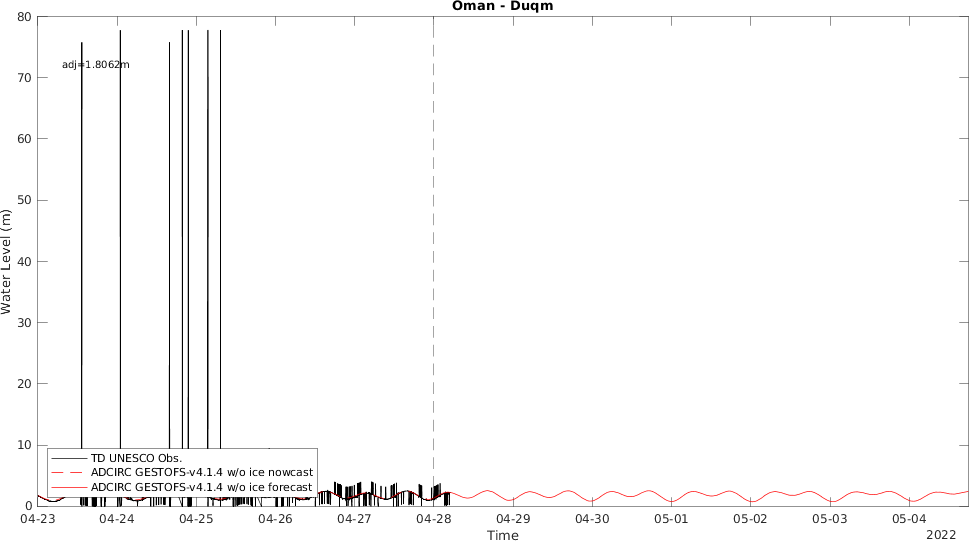 Oman - Duqm
80
70
60
50
40
30
20
10
0
Water Level (m)
adj=1.8062m
TD UNESCO Obs.
ADCIRC GESTOFS-v4.1.4 w/o ice nowcast
ADCIRC GESTOFS-v4.1.4 w/o ice forecast
04-23 04-24 04-25 04-26 04-27 04-28 04-29 04-30 05-01 05-02 05-03 05-04
Time
2022